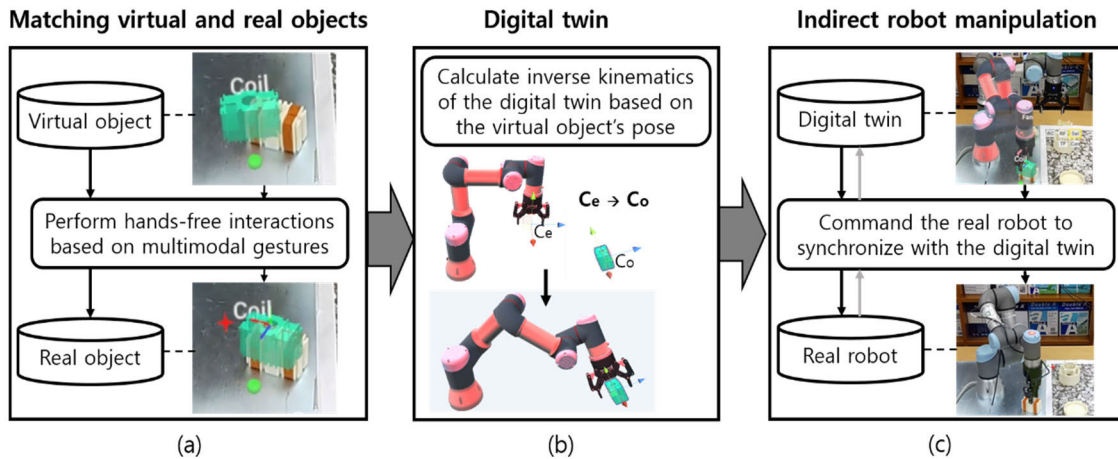 Matching virtual and real objects
Digital twin
Indirect robot manipulation
Coil
Virtual object
Perform hands-free interactions
based on multimodal gestures
Coil
Real object
(a)
Calculate inverse kinematics
of the digital twin based on
the virtual object's pose
Ce → Co
Ce
Co
(b)
Digital twin
Fan
Coil
Command the real robot to
synchronize with the digital twin
Real robot
(c)